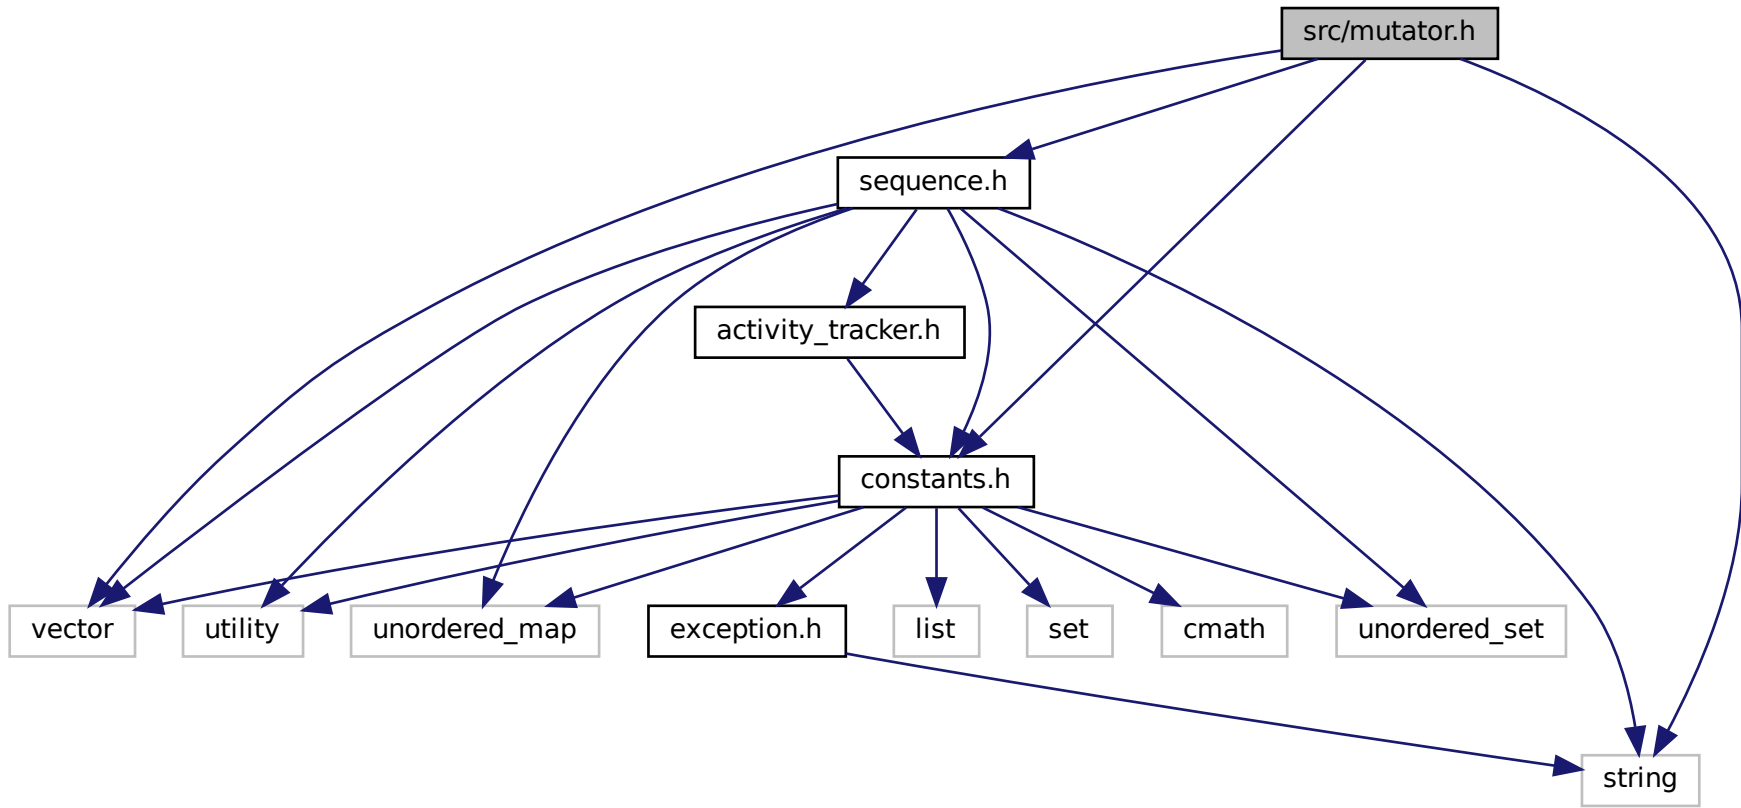 src/mutator.h
sequence.h
activity_tracker.h
constants.h
vector
utility
unordered_map
exception.h
list
set
cmath
unordered_set
string